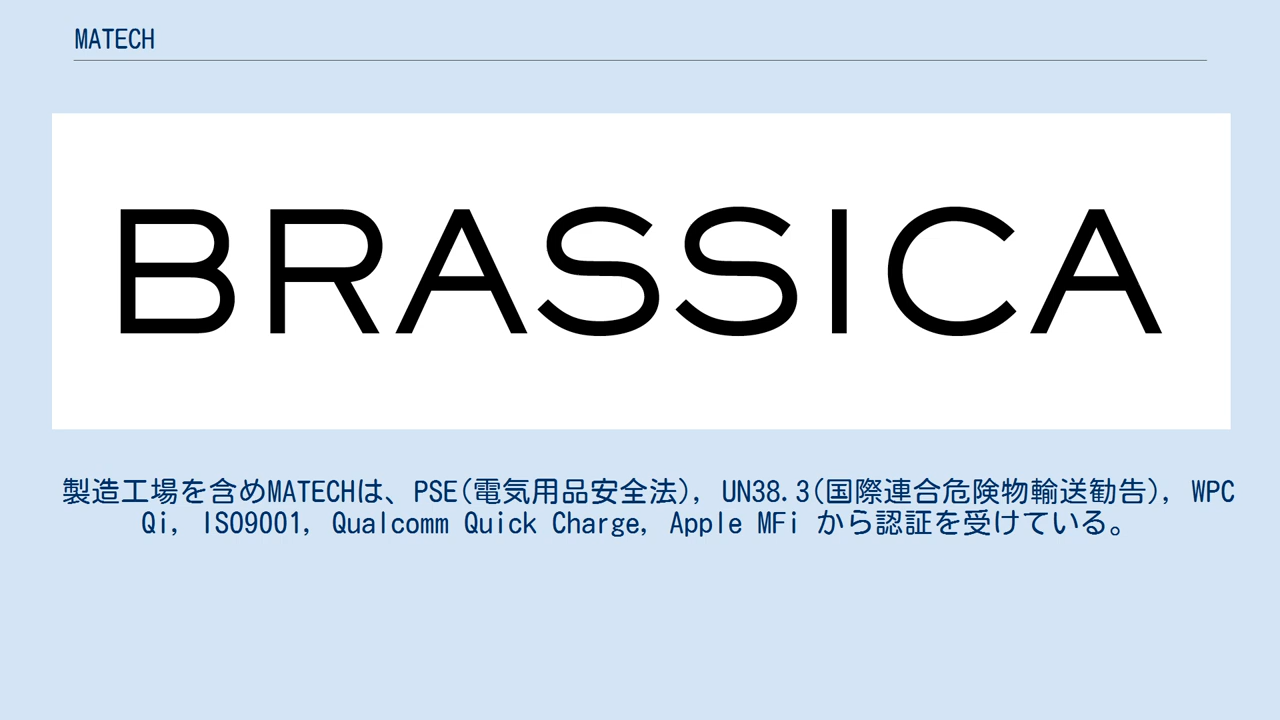 MATECH
BRASSICA
製造工場を含めMATECHは、PSE(電気用品安全法), UN38.3(国際連合危険物輸送勧告), WPC
Qi, ISO9001, Qualcomm Quick Charge, Apple MFi から認証を受けている。